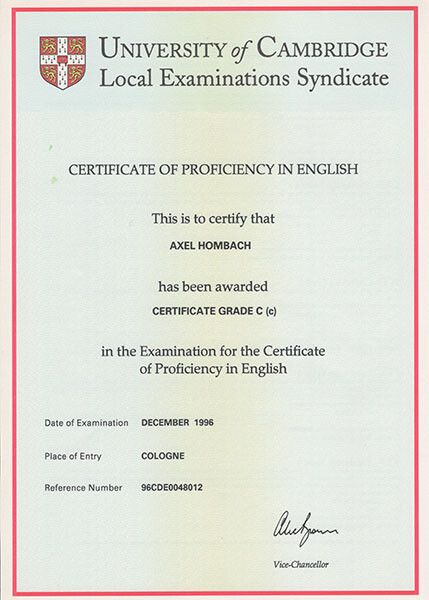 UNIVERSITY of CAMBRIDGE
Local Examinations Syndicate
CERTIFICATE OF PROFICIENCY IN ENGLISH
This is to certify that
AXEL HOMBACH
has been awarded
CERTIFICATE GRADE C (c)
in the Examination for the Certificate
of Proficiency in English
Date of Examination DECEMBER 1996
Place of Entry COLOGNE
Reference Number 96CDE0048012
Vice-Chancellor